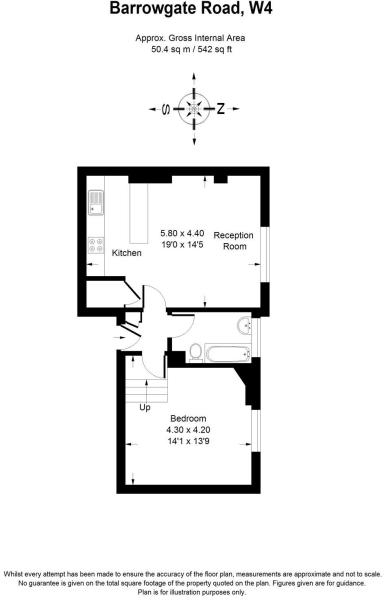 Barrowgate Road, W4
Approx. Gross Internal Area
50.4 sq m / 542 sq ft
S
N
5.80 x 4.40
19'0 x 14'5
Reception
Room
Kitchen
Up
Bedroom
4.30 x 4.20
14'1 x 13'9
Whilst every attempt has been made to ensure the accuracy of the floor plan, measurements are approximate and not to scale.
No guarantee is given on the total square footage of the property quoted on the plan. Figures given are for guidance.
Plan is for illustration purposes only.